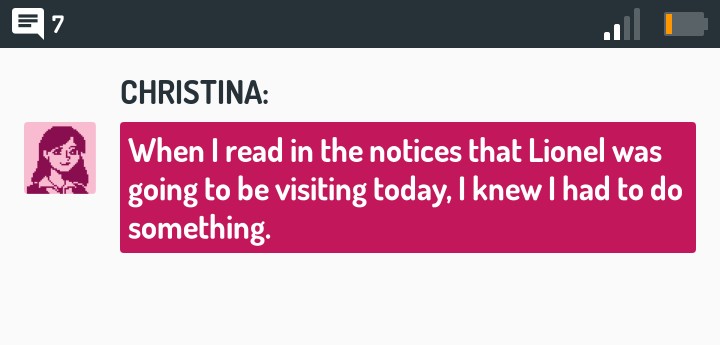 7
CHRISTINA:
When I read in the notices that Lionel was
going to be visiting today, I knew I had to do
something.